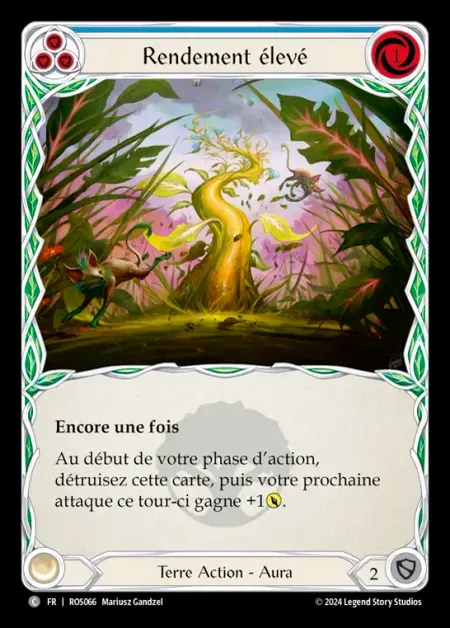 Rendement élevé
1
Encore une fois
Au début de votre phase d'action,
détruisez cette carte, puis votre prochaine
attaque ce tour-ci gagne +1.
Terre Action - Aura
2
C FR | ROS066 Mariusz Gandzel
© 2024 Legend Story Studios